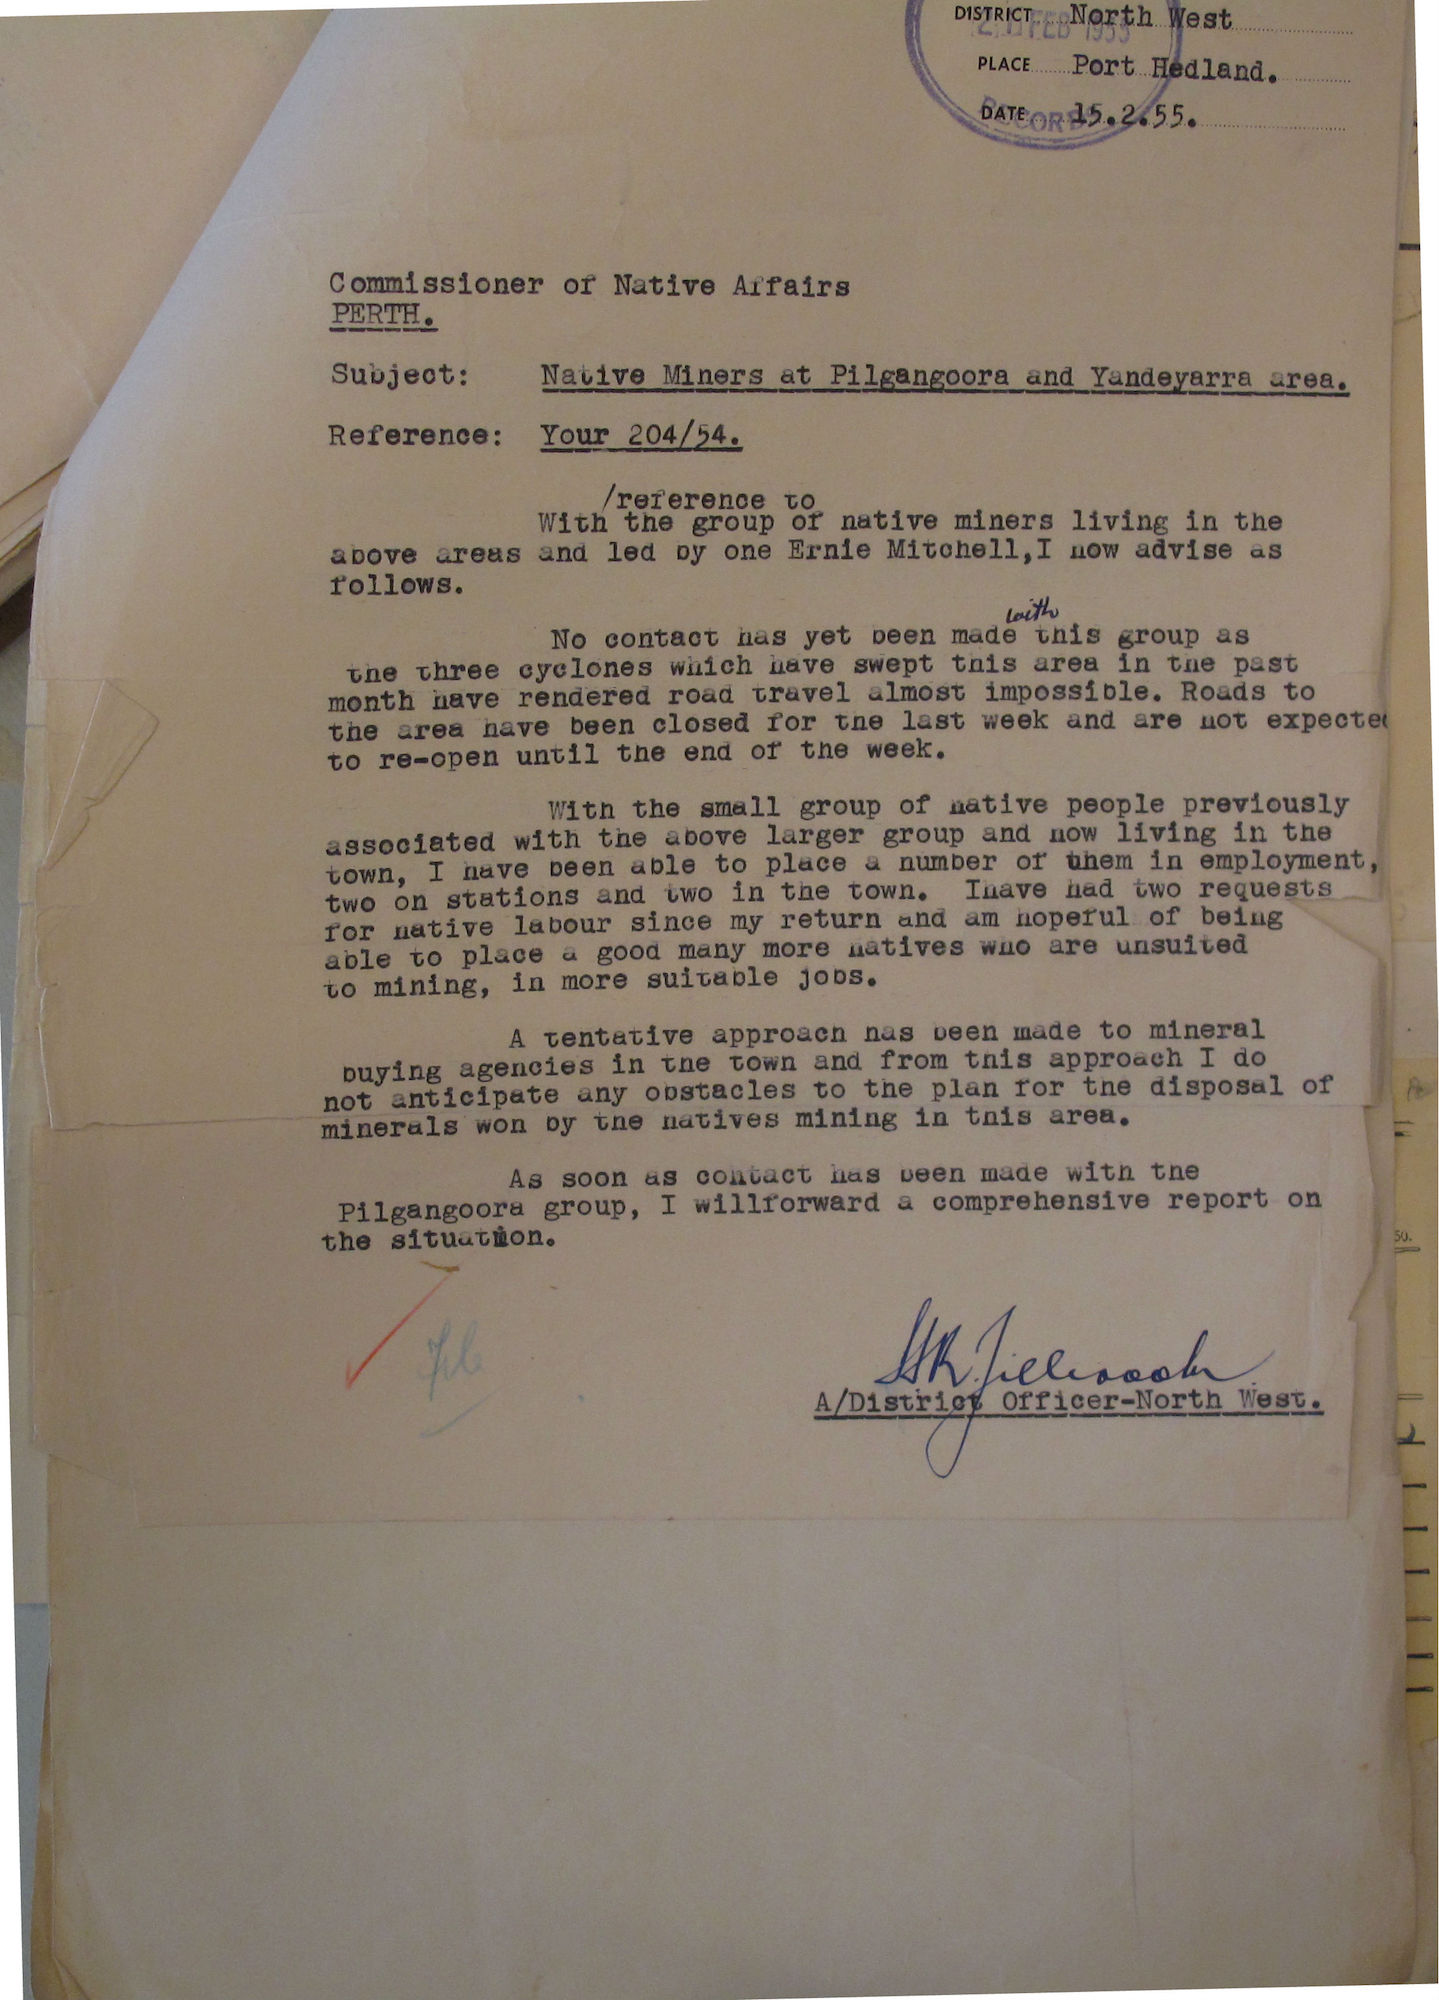 DISTRICT North West
FEB 1955
PLACE Port Hedland.
DATE 15.2.55.
RECORDS
Commissioner of Native Affairs
PERTH.
Subject: Native Miners at Pilgangoora and Yandeyarra area.
Reference: Your 204/54.
/reference to
With the group of native miners living in the
above areas and led by one Ernie Mitchell,I now advise as
follows.
with
No contact has yet been made this group as
the three cyclones which have swept this area in the past
month have rendered road travel almost impossible. Roads to
the area have been closed for the last week and are not expected
to re-open until the end of the week.
With the small group of native people previously
associated with the above larger group and now living in the
town, I have been able to place a number of them in employment,
two on stations and two in the town. Ihave had two requests
for native labour since my return and am hopeful of being
able to place a good many more natives who are unsuited
to mining, in more suitable jobs.
A tentative approach has been made to mineral
buying agencies in the town and from this approach I do
not anticipate any obstacles to the plan for the disposal of
minerals won by the natives mining in this area.
As soon as contact has been made with the
Pilgangoora group, I willforward a comprehensive report on
the situation.
File
A/District Officer-North West.
50.